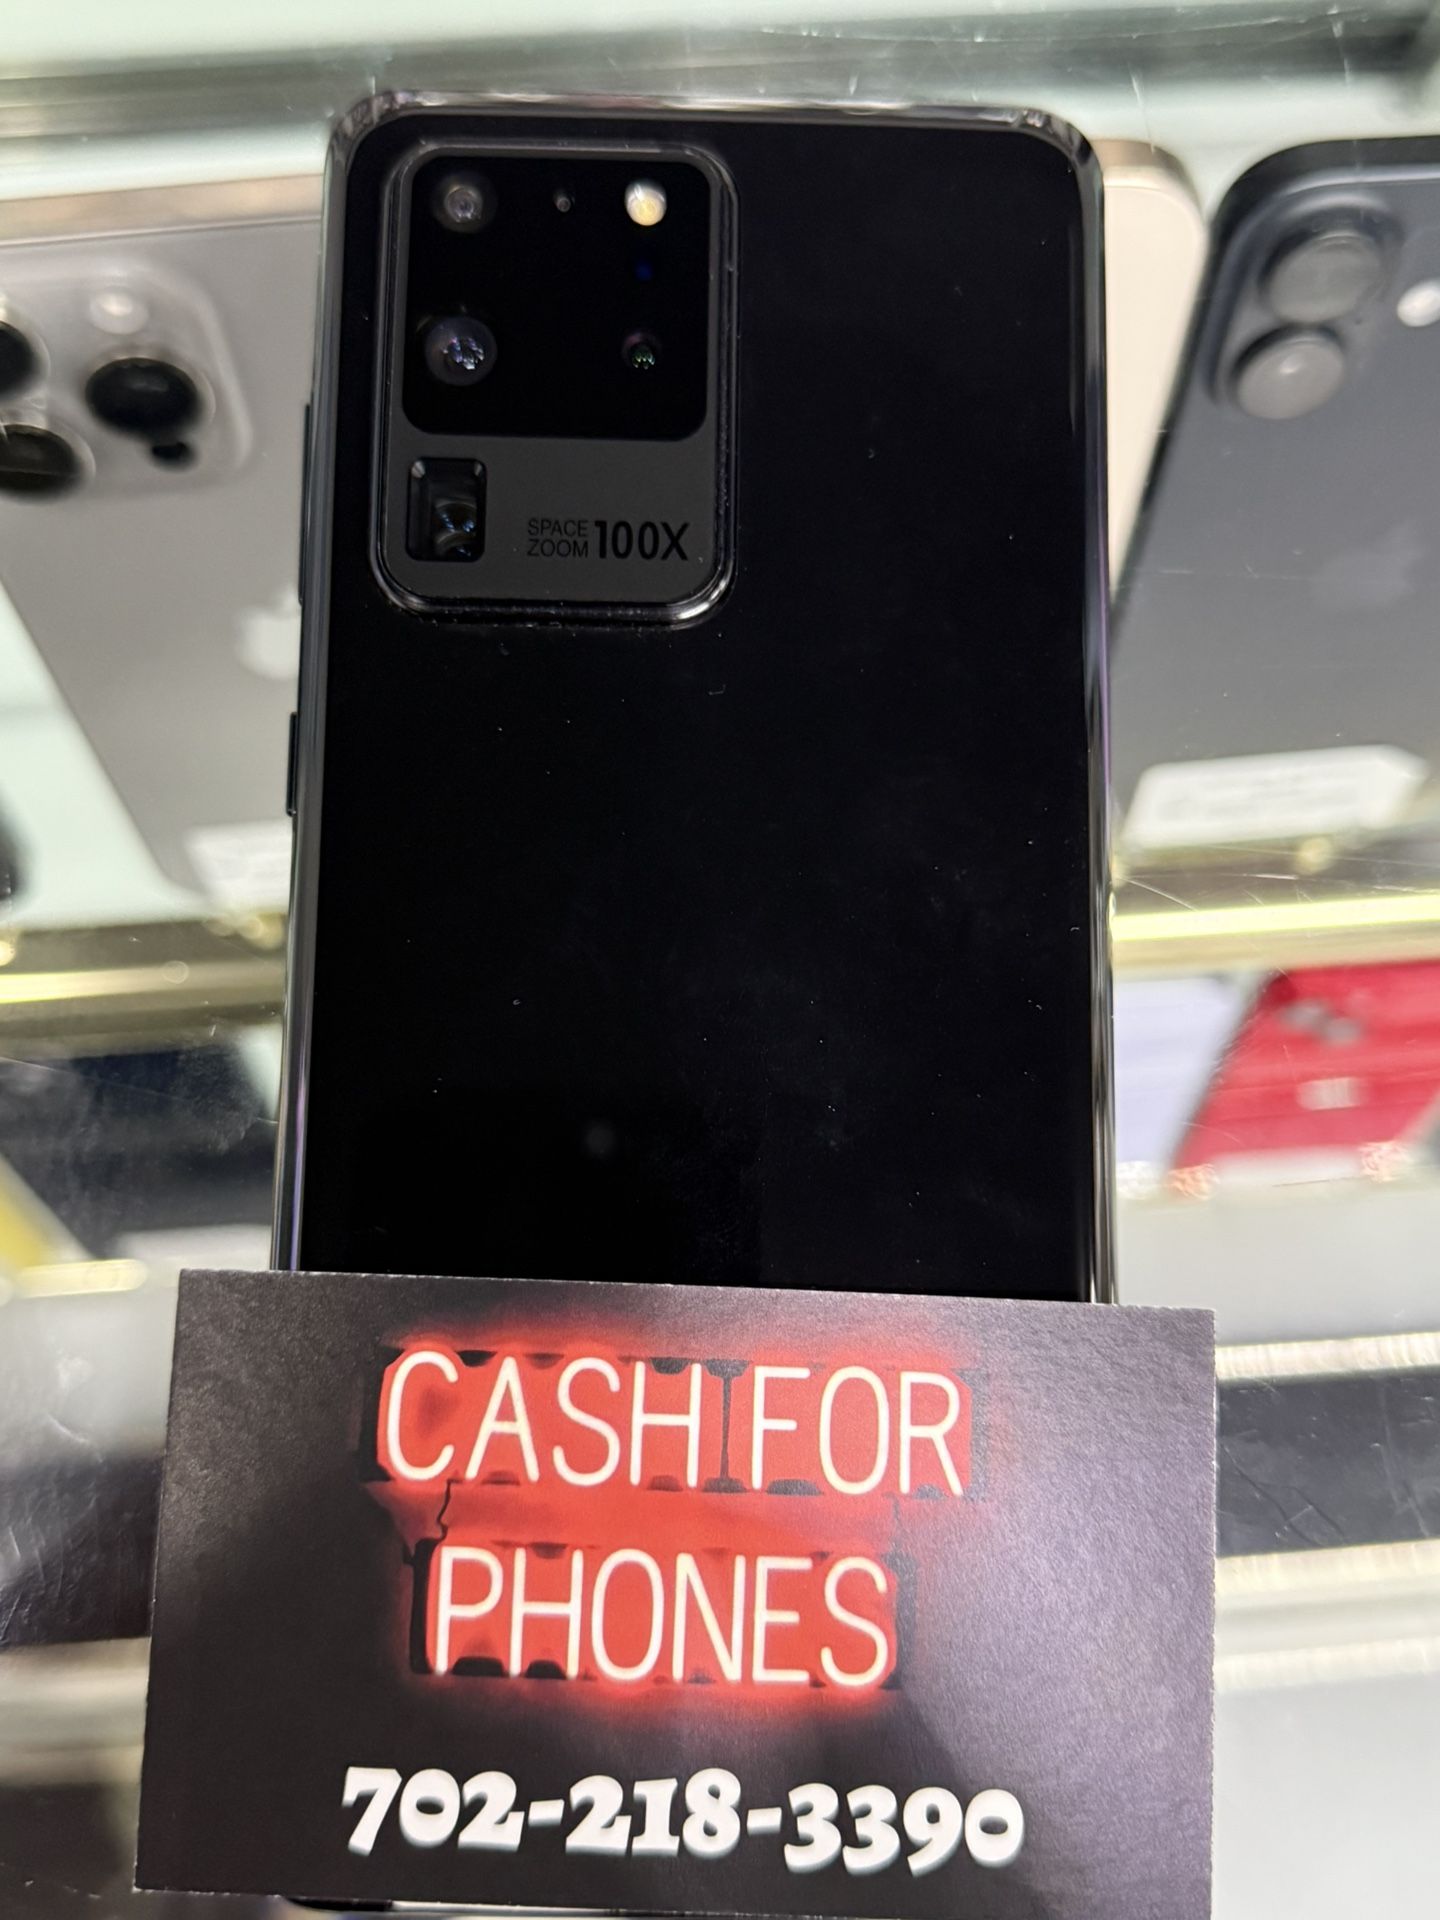 SPACE
ZOOM 100X
CASH FOR
PHONES
702-218-3390